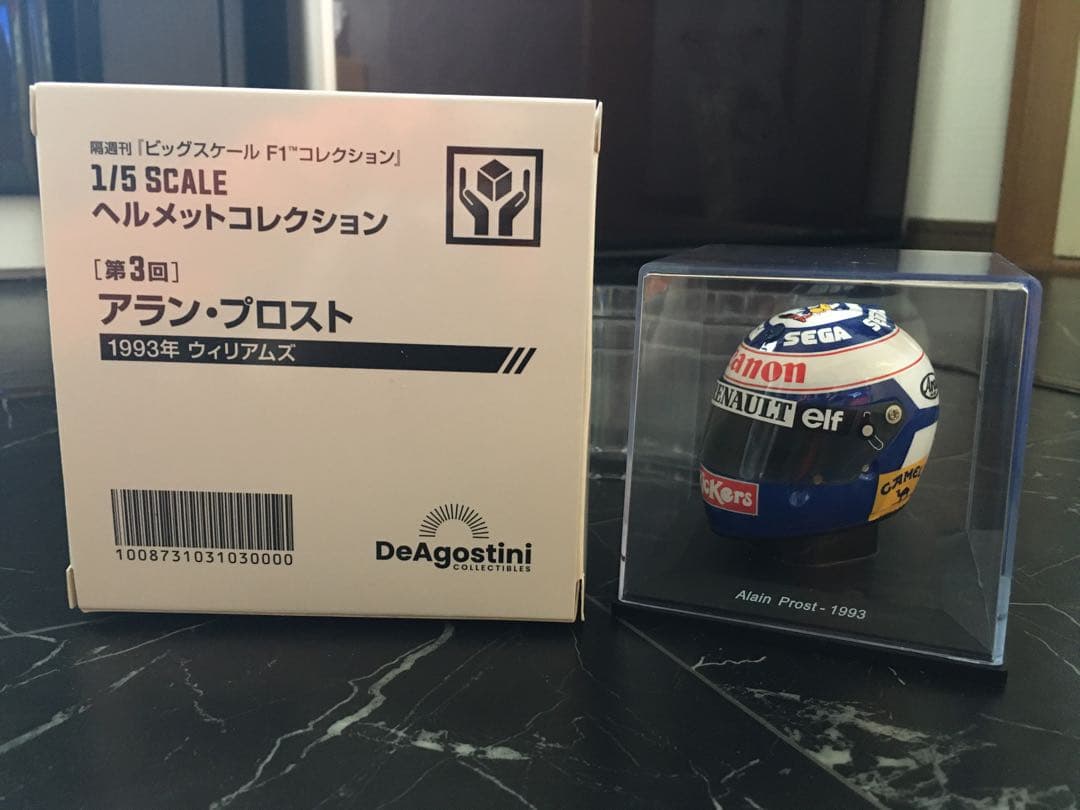 隔週刊『ビッグスケール F1™コレクション』
1/5 SCALE
ヘルメットコレクション
[第3回]
アラン・プロスト
1993年 ウィリアムズ
1008731031030000
DeAgostini
COLLECTIBLES
SEGA
SEGA
Canon
RENAULT elf
CAMEL
Alain Prost - 1993